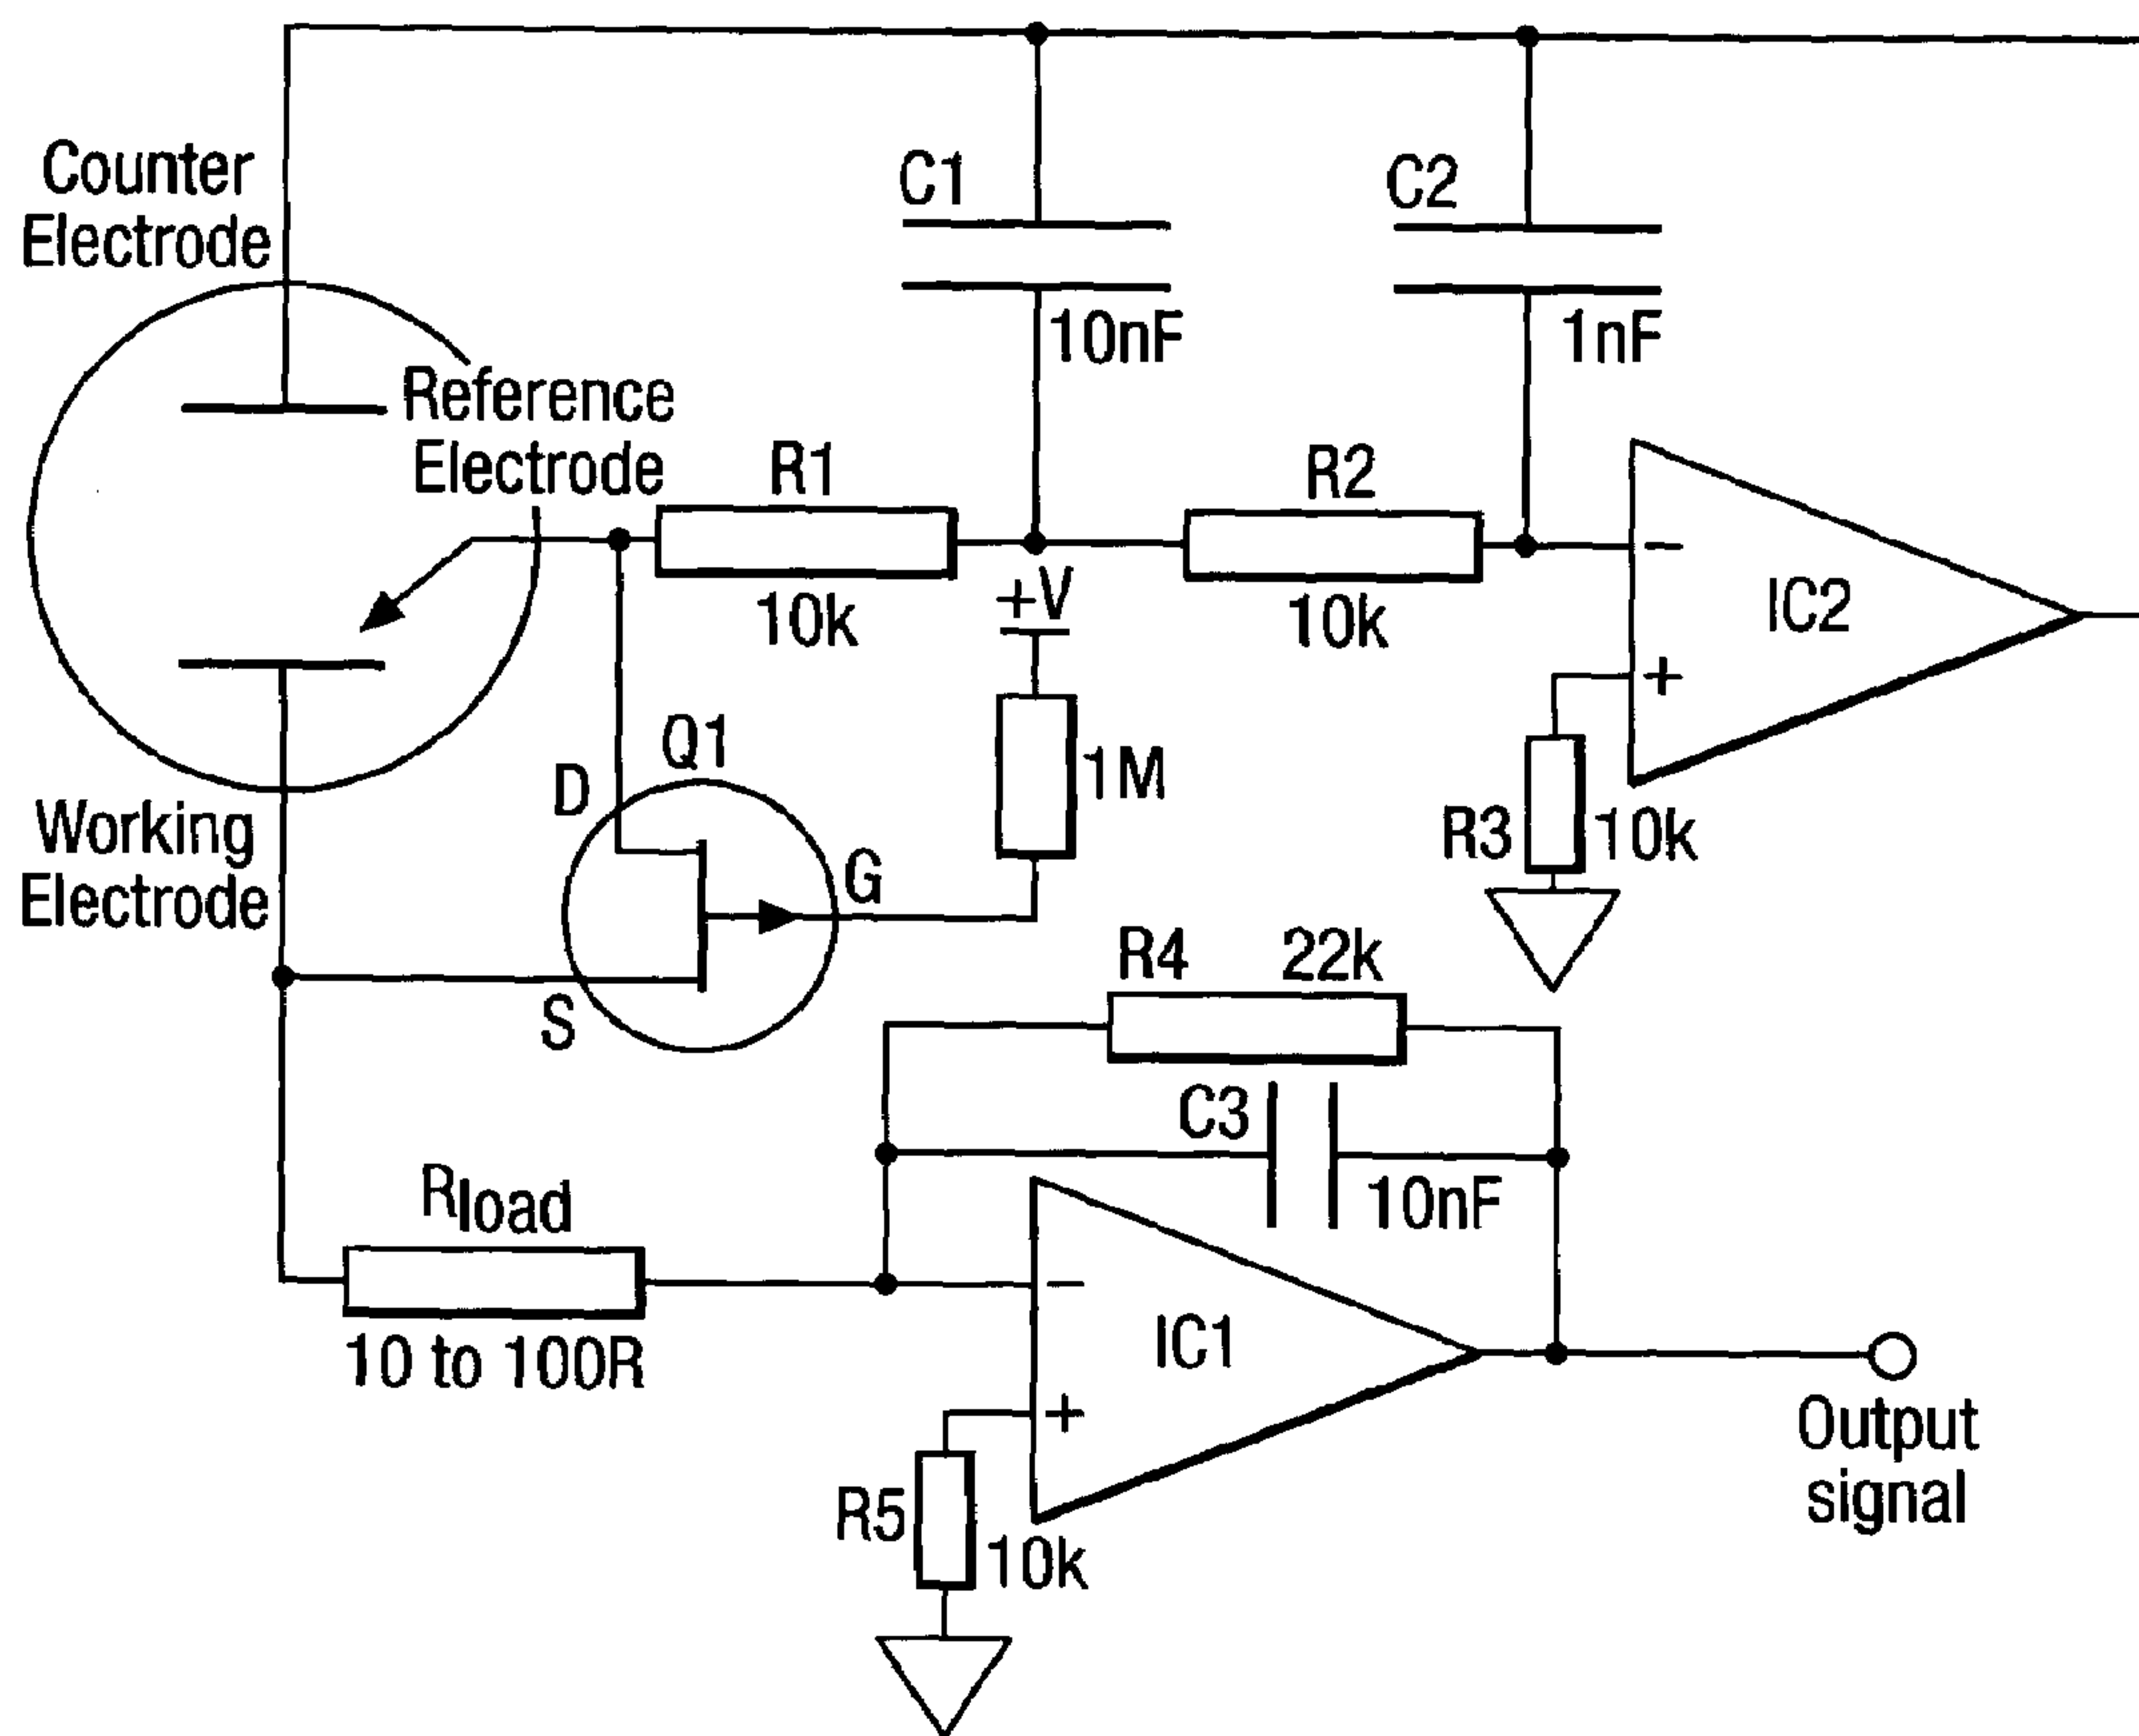 Counter
Electrode
C1
C2
10nF
1nF
Reference
Electrode
R1
R2
10k
10k
+V
−
IC2
+
Q1
D
1M
G
R3
10k
Working
Electrode
S
R4
22k
C3
10nF
Rload
10 to 100R
−
IC1
+
Output
signal
R5
10k